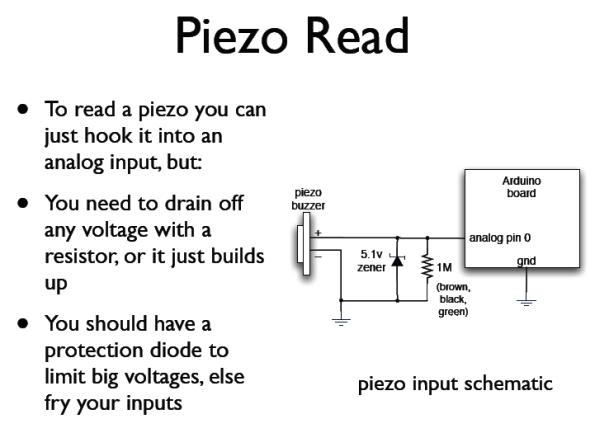 Piezo Read
• To read a piezo you can
just hook it into an
analog input, but:
• You need to drain off
any voltage with a
resistor, or it just builds
up
• You should have a
protection diode to
limit big voltages, else
fry your inputs
piezo
buzzer
+
–
5.1v
zener
1M
(brown,
black,
green)
Arduino
board
analog pin 0
gnd
piezo input schematic